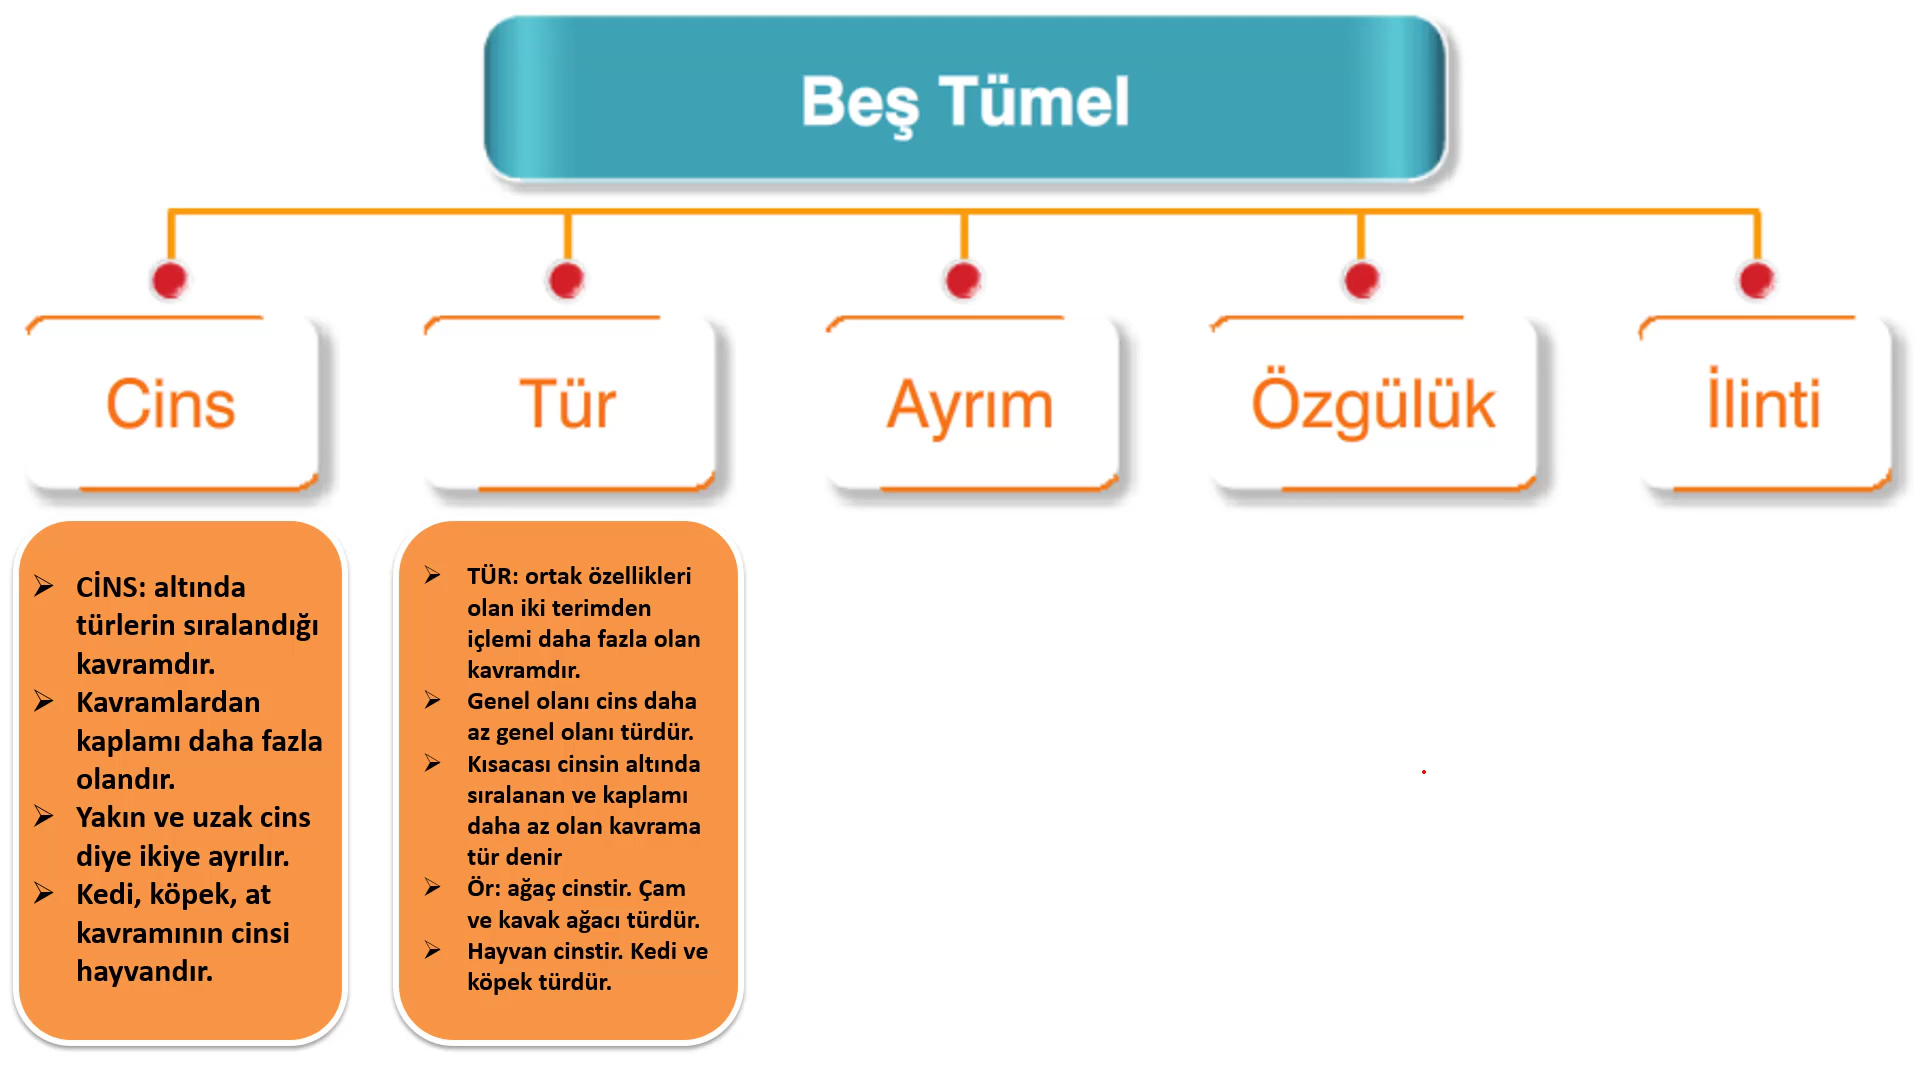 Beş Tümel
Cins
Tür
Ayrım
Özgülük
İlinti
➢ CİNS: altında
türlerin sıralandığı
kavramdır.
➢ Kavramlardan
kaplamı daha fazla
olandır.
➢ Yakın ve uzak cins
diye ikiye ayrılır.
➢ Kedi, köpek, at
kavramının cinsi
hayvandır.
➢ TÜR: ortak özellikleri
olan iki terimden
içlemi daha fazla olan
kavramdır.
➢ Genel olanı cins daha
az genel olanı türdür.
➢ Kısacası cinsin altında
sıralanan ve kaplamı
daha az olan kavrama
tür denir
➢ Ör: ağaç cinstir. Çam
ve kavak ağacı türdür.
➢ Hayvan cinstir. Kedi ve
köpek türdür.